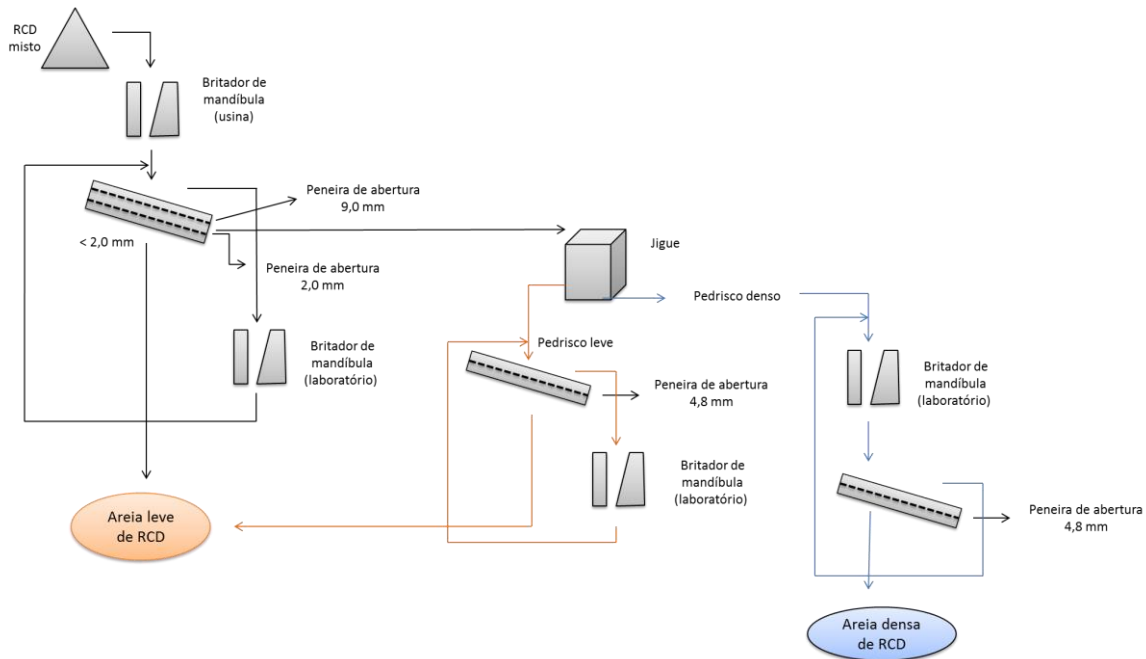 RCD
misto
Britador de
mandíbula
(usina)
Peneira de abertura
9,0 mm
< 2,0 mm
Peneira de abertura
2,0 mm
Jigue
Pedrisco denso
Pedrisco leve
Britador de
mandíbula
(laboratório)
Peneira de abertura
4,8 mm
Britador de
mandíbula
(laboratório)
Britador de
mandíbula
(laboratório)
Peneira de abertura
4,8 mm
Areia leve
de RCD
Areia densa
de RCD